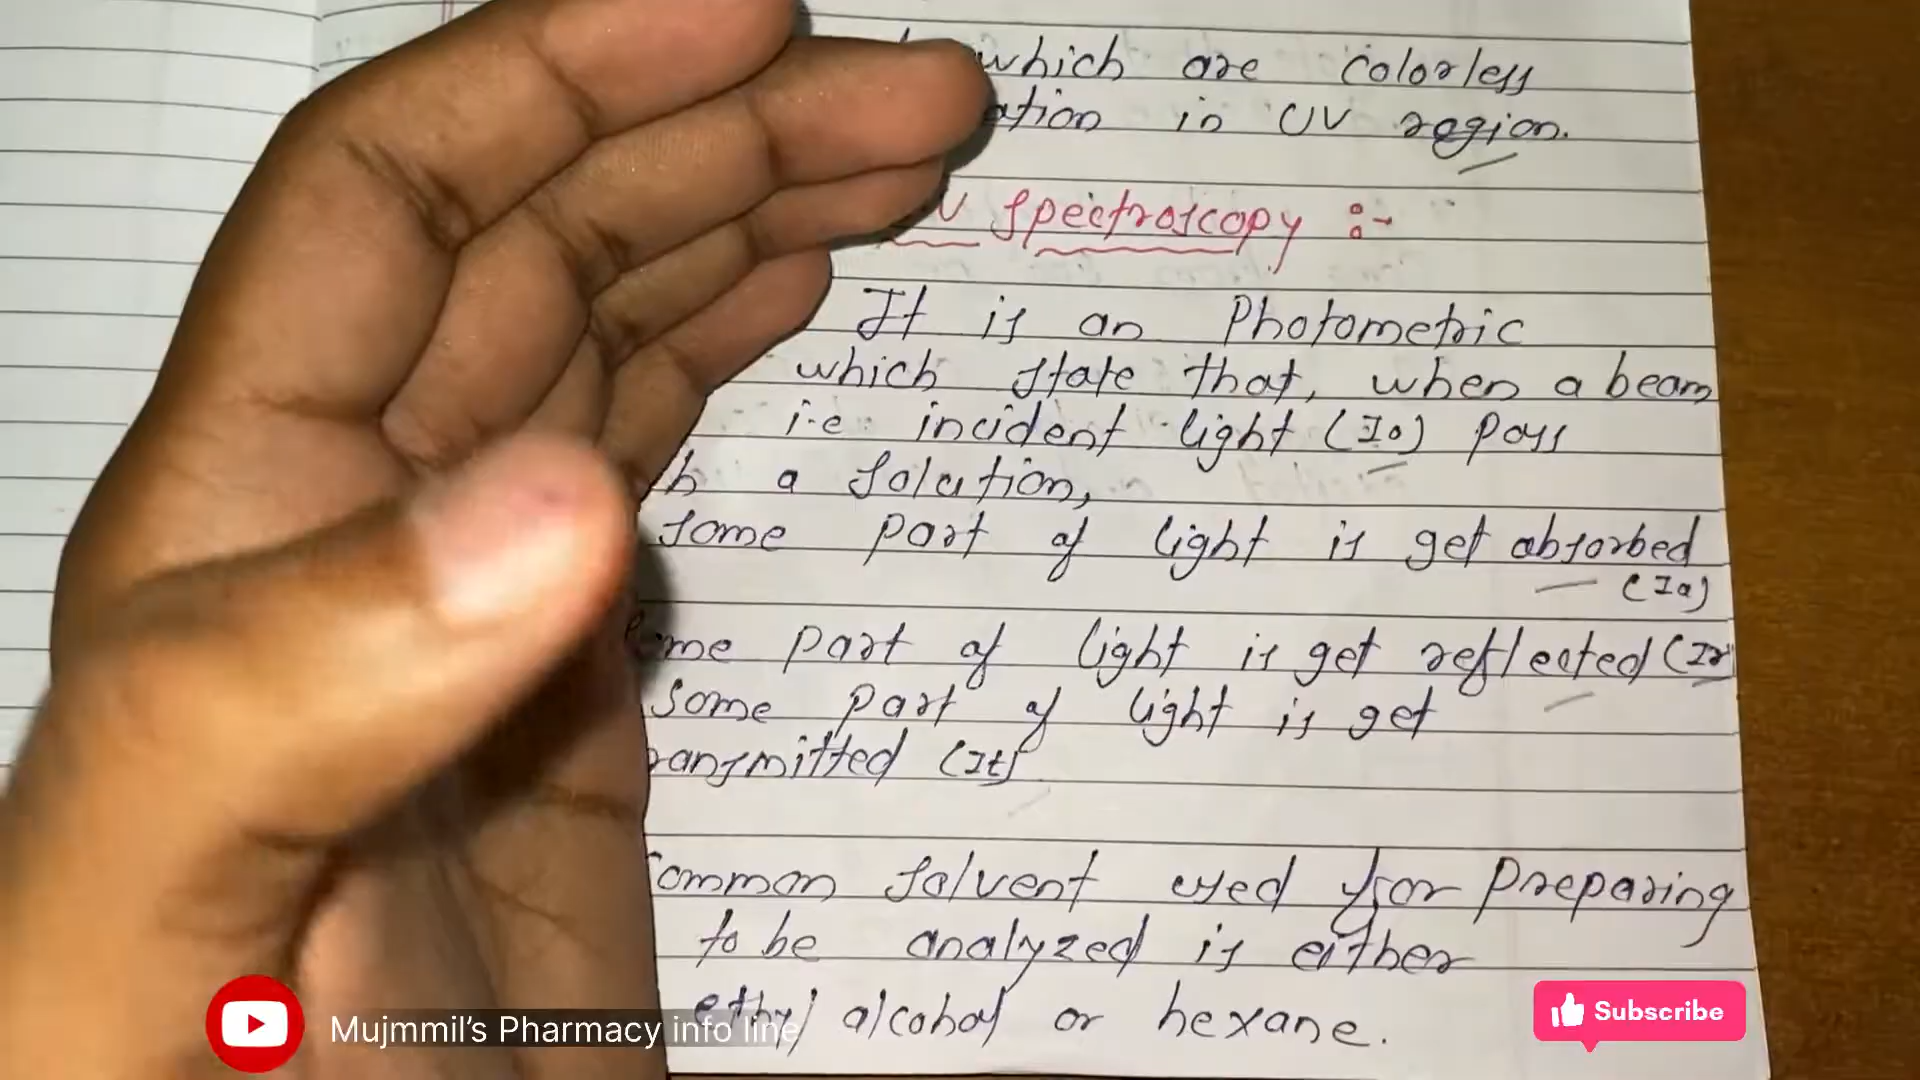 which are colorless
in UV region.
Spectroscopy :-
It is an Photometric
which state that, when a beam
i.e incident light (Io) pass
a solution,
some part of light is get absorbed
(Ia)
part of light is get reflected (Ir
some part of light is get
(It)
solvent used for preparing
to be analyzed is either
ethyl alcohol or hexane.
Mujmmil's Pharmacy info line
Subscribe